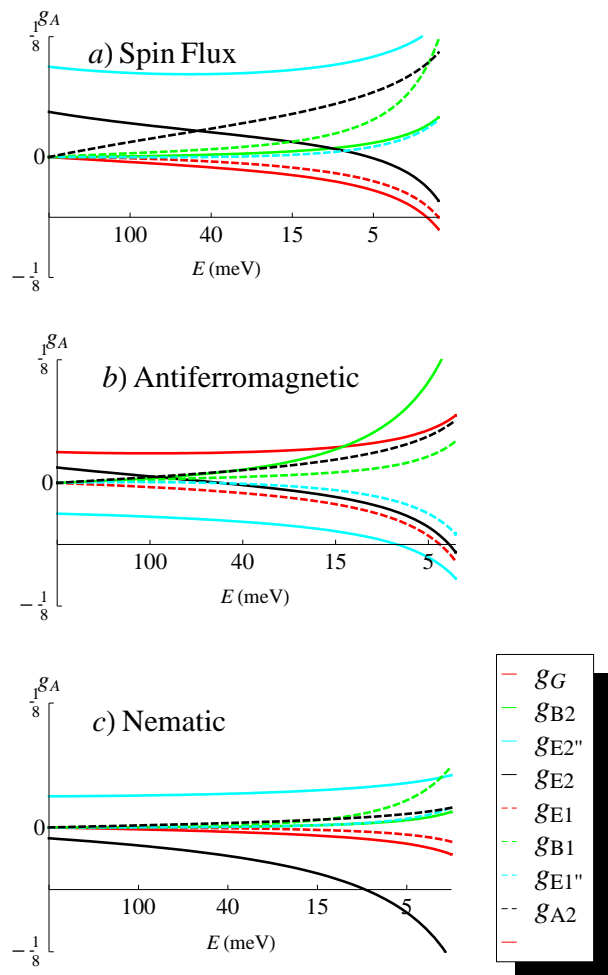 g_A
1/8
a) Spin Flux
0
100 40 15 5
E (meV)
−1/8
g_A
1/8
b) Antiferromagnetic
0
100 40 15 5
E (meV)
−1/8
g_A
1/8
c) Nematic
0
100 40 15 5
E (meV)
−1/8
g_G
g_B2
g_E2"
g_E2
g_E1
g_B1
g_E1"
g_A2